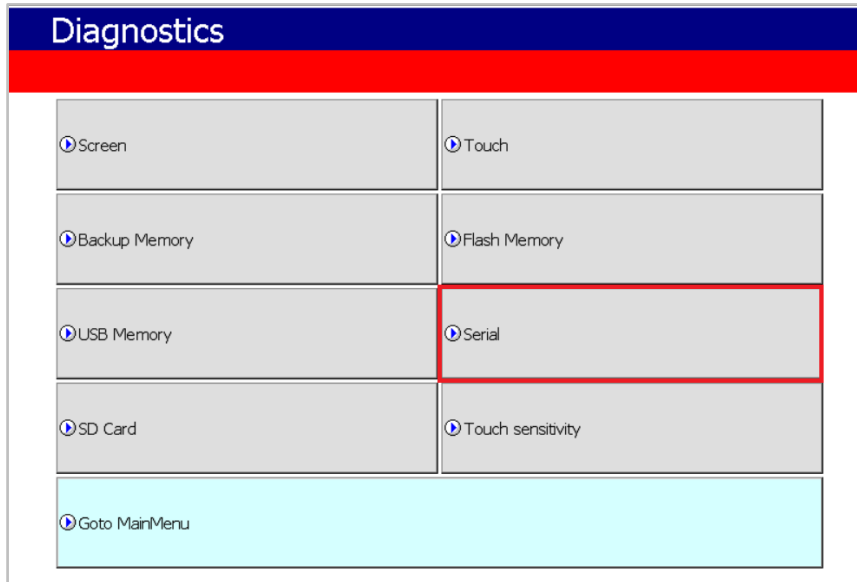 Diagnostics
Screen
Touch
Backup Memory
Flash Memory
USB Memory
Serial
SD Card
Touch sensitivity
Goto MainMenu